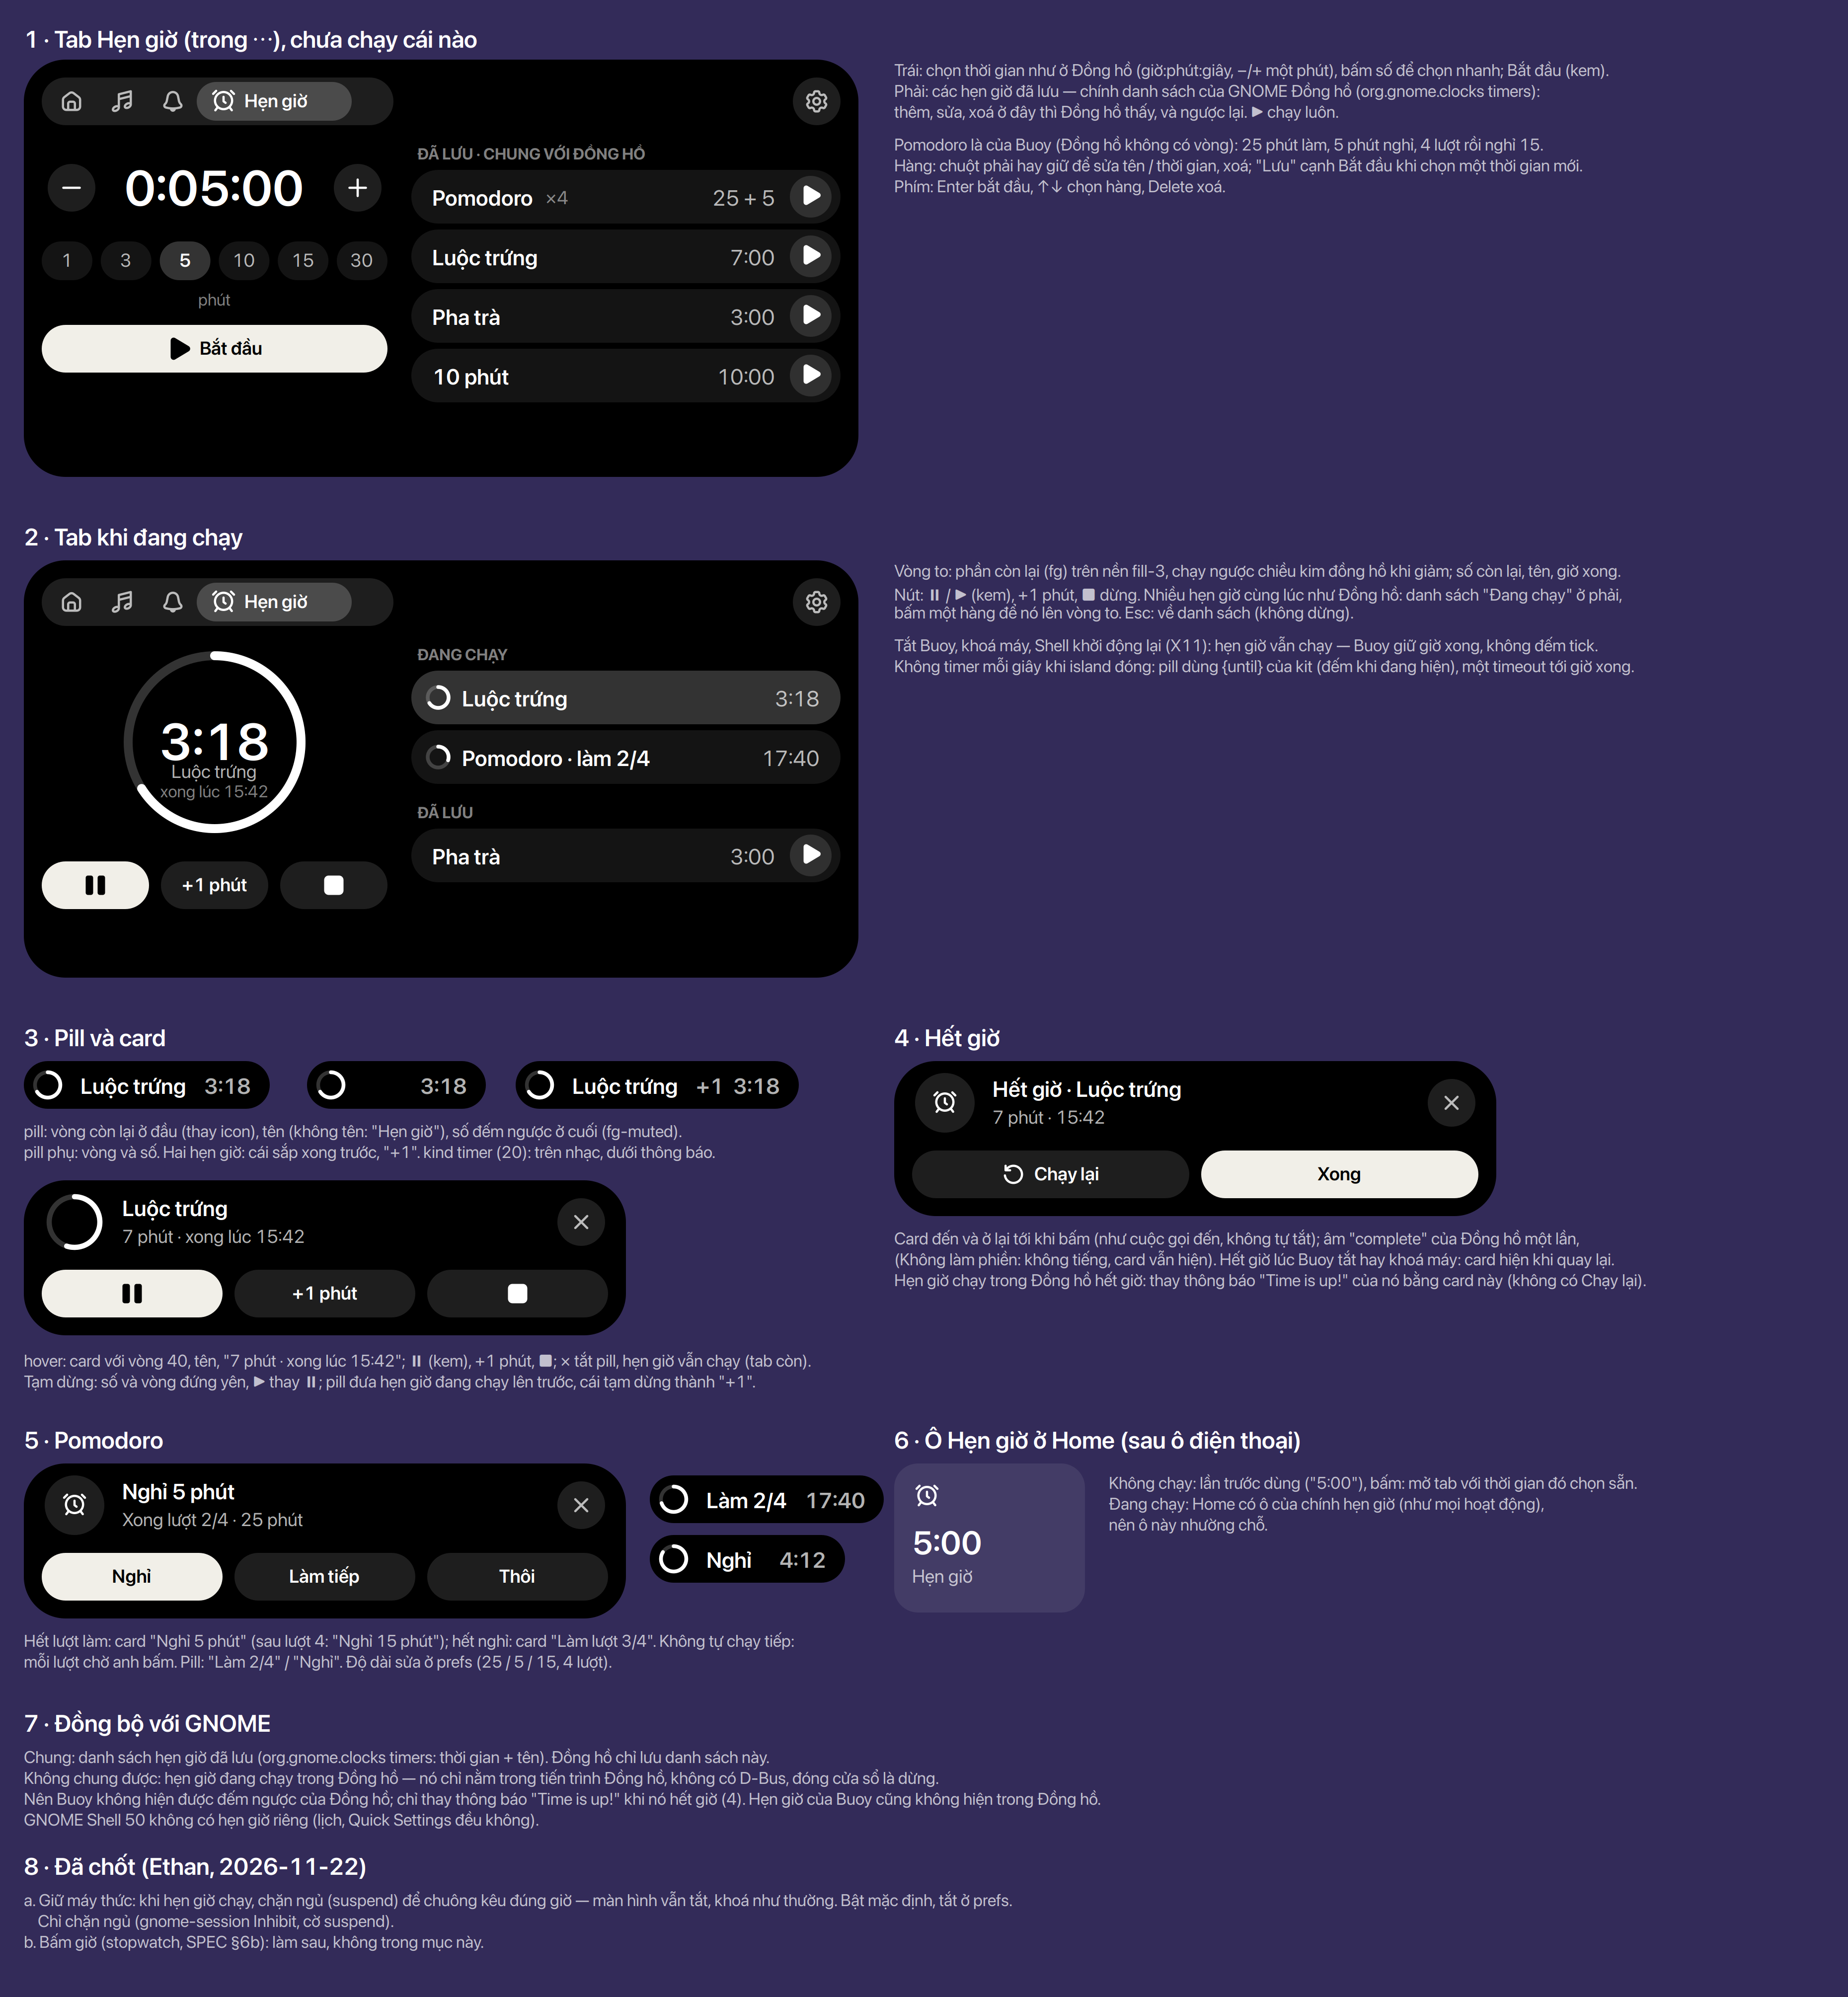 1 · Tab Hẹn giờ (trong ···), chưa chạy cái nào
Hẹn giờ
0:05:00
1 3 5 10 15 30
phút
Bắt đầu
ĐÃ LƯU · CHUNG VỚI ĐỒNG HỒ
Pomodoro ×4 25 + 5
Luộc trứng 7:00
Pha trà 3:00
10 phút 10:00
Trái: chọn thời gian như ở Đồng hồ (giờ:phút:giây, −/+ một phút), bấm số để chọn nhanh; Bắt đầu (kem).
Phải: các hẹn giờ đã lưu — chính danh sách của GNOME Đồng hồ (org.gnome.clocks timers):
thêm, sửa, xoá ở đây thì Đồng hồ thấy, và ngược lại. ▶ chạy luôn.
Pomodoro là của Buoy (Đồng hồ không có vòng): 25 phút làm, 5 phút nghỉ, 4 lượt rồi nghỉ 15.
Hàng: chuột phải hay giữ để sửa tên / thời gian, xoá; "Lưu" cạnh Bắt đầu khi chọn một thời gian mới.
Phím: Enter bắt đầu, ↑↓ chọn hàng, Delete xoá.
2 · Tab khi đang chạy
Hẹn giờ
3:18
Luộc trứng
xong lúc 15:42
+1 phút
ĐANG CHẠY
Luộc trứng 3:18
Pomodoro · làm 2/4 17:40
ĐÃ LƯU
Pha trà 3:00
Vòng to: phần còn lại (fg) trên nền fill-3, chạy ngược chiều kim đồng hồ khi giảm; số còn lại, tên, giờ xong.
Nút: ⏸ / ▶ (kem), +1 phút, ⏹ dừng. Nhiều hẹn giờ cùng lúc như Đồng hồ: danh sách "Đang chạy" ở phải,
bấm một hàng để nó lên vòng to. Esc: về danh sách (không dừng).
Tắt Buoy, khoá máy, Shell khởi động lại (X11): hẹn giờ vẫn chạy — Buoy giữ giờ xong, không đếm tick.
Không timer mỗi giây khi island đóng: pill dùng {until} của kit (đếm khi đang hiện), một timeout tới giờ xong.
3 · Pill và card
Luộc trứng 3:18
3:18
Luộc trứng +1 3:18
pill: vòng còn lại ở đầu (thay icon), tên (không tên: "Hẹn giờ"), số đếm ngược ở cuối (fg-muted).
pill phụ: vòng và số. Hai hẹn giờ: cái sắp xong trước, "+1". kind timer (20): trên nhạc, dưới thông báo.
Luộc trứng
7 phút · xong lúc 15:42
+1 phút
hover: card với vòng 40, tên, "7 phút · xong lúc 15:42"; ⏸ (kem), +1 phút, ⏹; × tắt pill, hẹn giờ vẫn chạy (tab còn).
Tạm dừng: số và vòng đứng yên, ▶ thay ⏸; pill đưa hẹn giờ đang chạy lên trước, cái tạm dừng thành "+1".
4 · Hết giờ
Hết giờ · Luộc trứng
7 phút · 15:42
Chạy lại
Xong
Card đến và ở lại tới khi bấm (như cuộc gọi đến, không tự tắt); âm "complete" của Đồng hồ một lần,
(Không làm phiền: không tiếng, card vẫn hiện). Hết giờ lúc Buoy tắt hay khoá máy: card hiện khi quay lại.
Hẹn giờ chạy trong Đồng hồ hết giờ: thay thông báo "Time is up!" của nó bằng card này (không có Chạy lại).
5 · Pomodoro
Nghỉ 5 phút
Xong lượt 2/4 · 25 phút
Nghỉ
Làm tiếp
Thôi
Làm 2/4 17:40
Nghỉ 4:12
Hết lượt làm: card "Nghỉ 5 phút" (sau lượt 4: "Nghỉ 15 phút"); hết nghỉ: card "Làm lượt 3/4". Không tự chạy tiếp:
mỗi lượt chờ anh bấm. Pill: "Làm 2/4" / "Nghỉ". Độ dài sửa ở prefs (25 / 5 / 15, 4 lượt).
6 · Ô Hẹn giờ ở Home (sau ô điện thoại)
5:00
Hẹn giờ
Không chạy: lần trước dùng ("5:00"), bấm: mở tab với thời gian đó chọn sẵn.
Đang chạy: Home có ô của chính hẹn giờ (như mọi hoạt động),
nên ô này nhường chỗ.
7 · Đồng bộ với GNOME
Chung: danh sách hẹn giờ đã lưu (org.gnome.clocks timers: thời gian + tên). Đồng hồ chỉ lưu danh sách này.
Không chung được: hẹn giờ đang chạy trong Đồng hồ — nó chỉ nằm trong tiến trình Đồng hồ, không có D-Bus, đóng cửa sổ là dừng.
Nên Buoy không hiện được đếm ngược của Đồng hồ; chỉ thay thông báo "Time is up!" khi nó hết giờ (4). Hẹn giờ của Buoy cũng không hiện trong Đồng hồ.
GNOME Shell 50 không có hẹn giờ riêng (lịch, Quick Settings đều không).
8 · Đã chốt (Ethan, 2026-11-22)
a. Giữ máy thức: khi hẹn giờ chạy, chặn ngủ (suspend) để chuông kêu đúng giờ — màn hình vẫn tắt, khoá như thường. Bật mặc định, tắt ở prefs.
Chỉ chặn ngủ (gnome-session Inhibit, cờ suspend).
b. Bấm giờ (stopwatch, SPEC §6b): làm sau, không trong mục này.